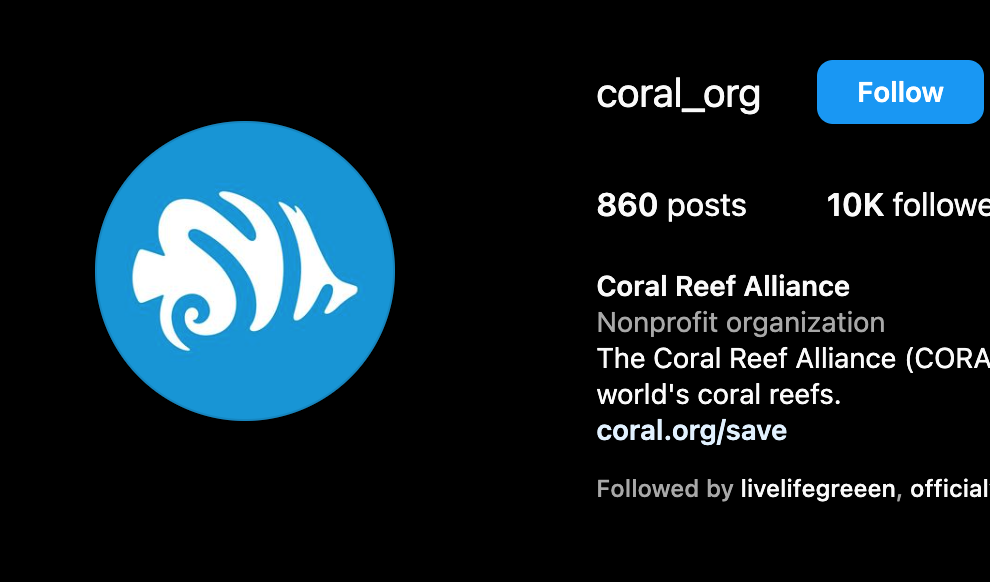 coral_org Follow
860 posts 10K followe
Coral Reef Alliance
Nonprofit organization
The Coral Reef Alliance (CORA
world's coral reefs.
coral.org/save
Followed by livelifegreeen, official